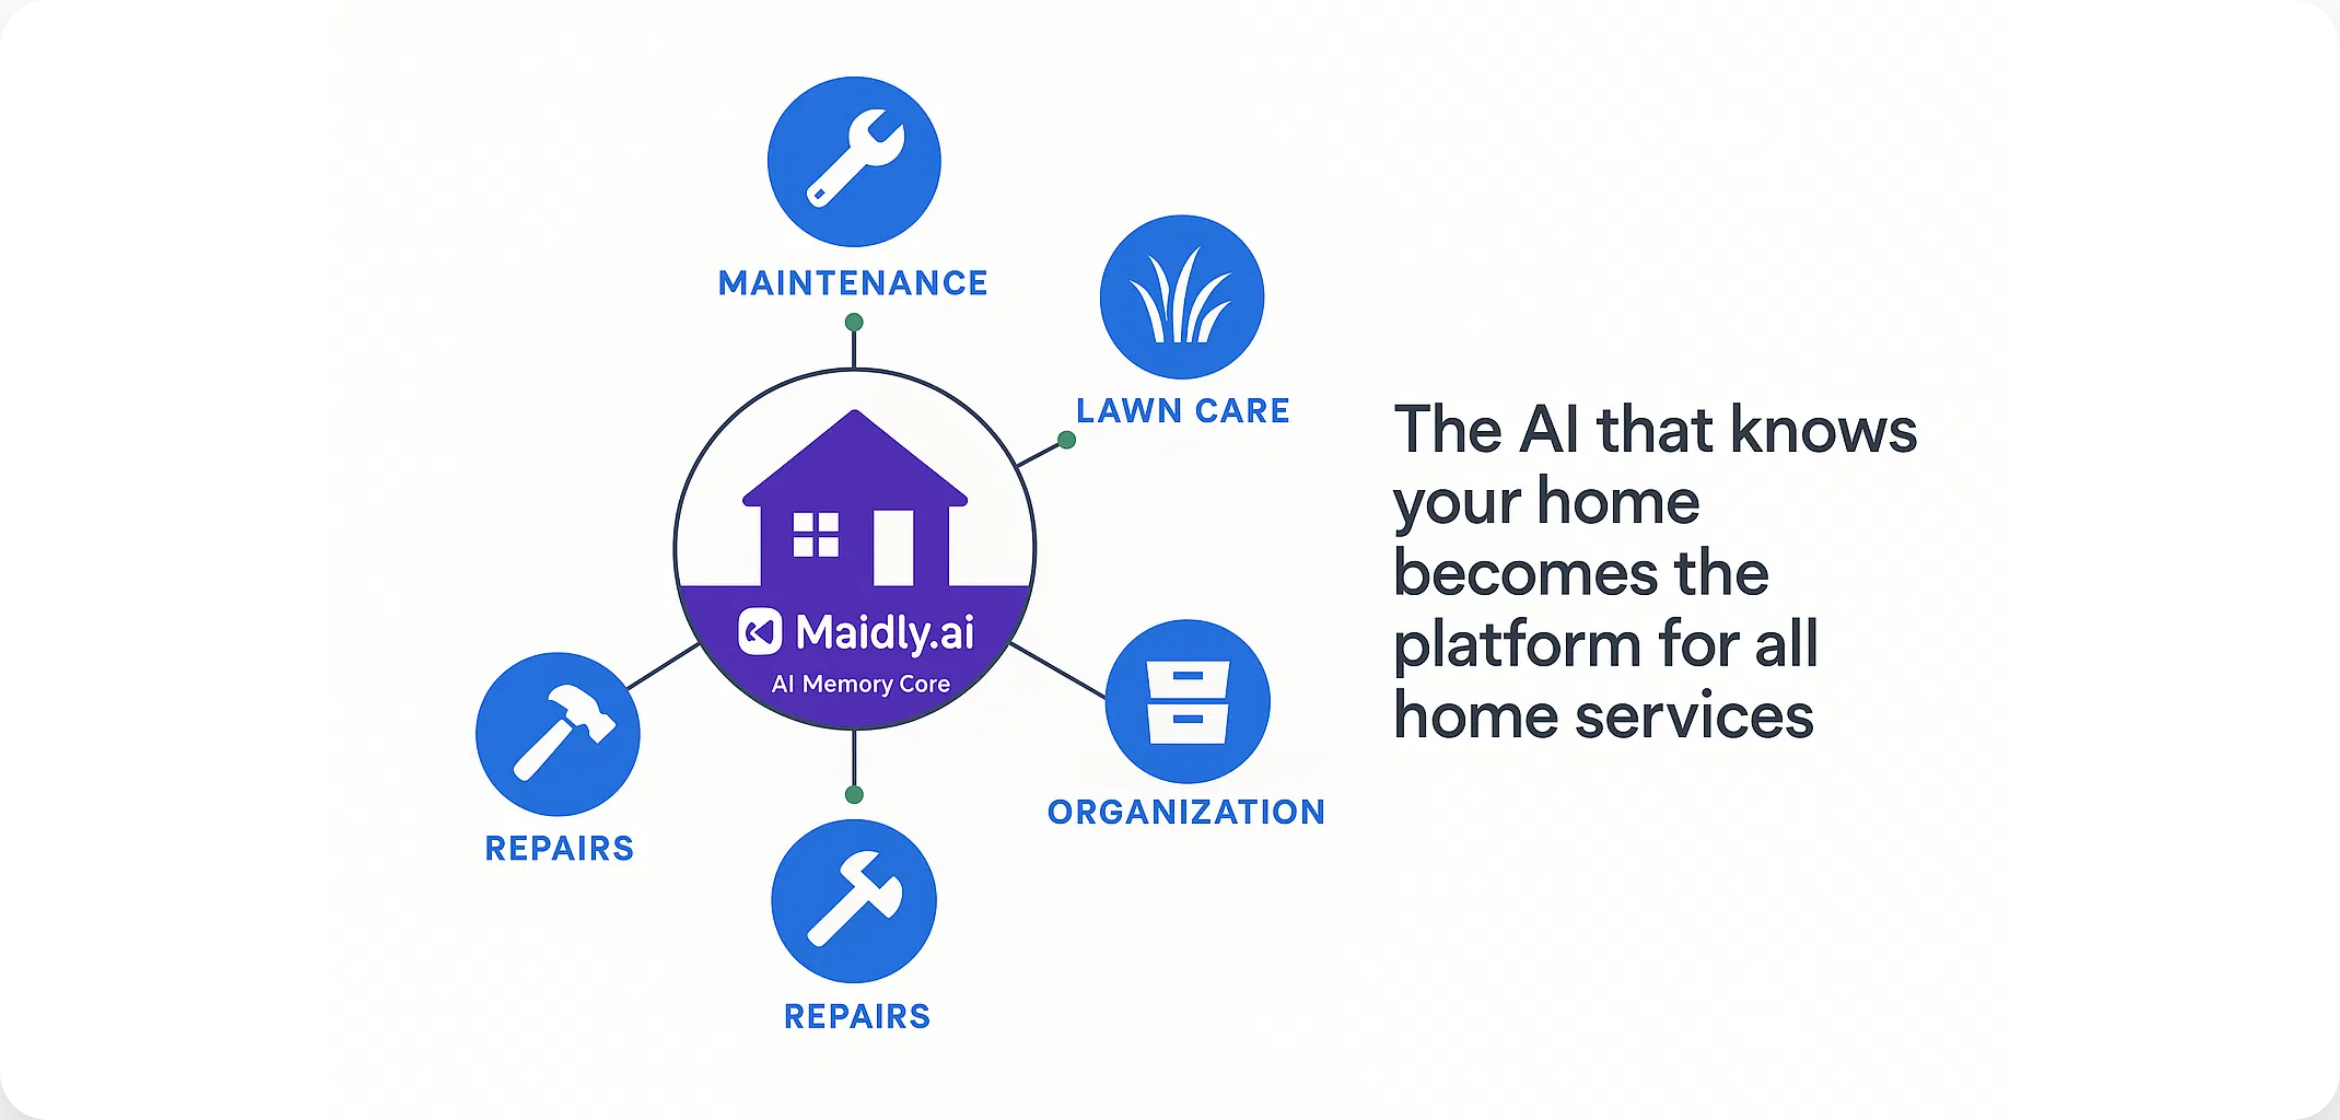 MAINTENANCE
LAWN CARE
Maidly.ai
AI Memory Core
ORGANIZATION
REPAIRS
REPAIRS
The AI that knows
your home
becomes the
platform for all
home services